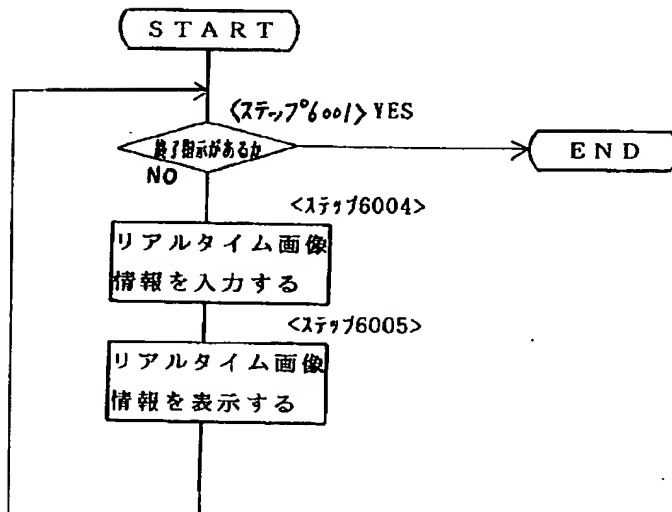 START
<ステップ6001> YES
終了指示があるか
END
NO
<ステップ6004>
リアルタイム画像
情報を入力する
<ステップ6005>
リアルタイム画像
情報を表示する